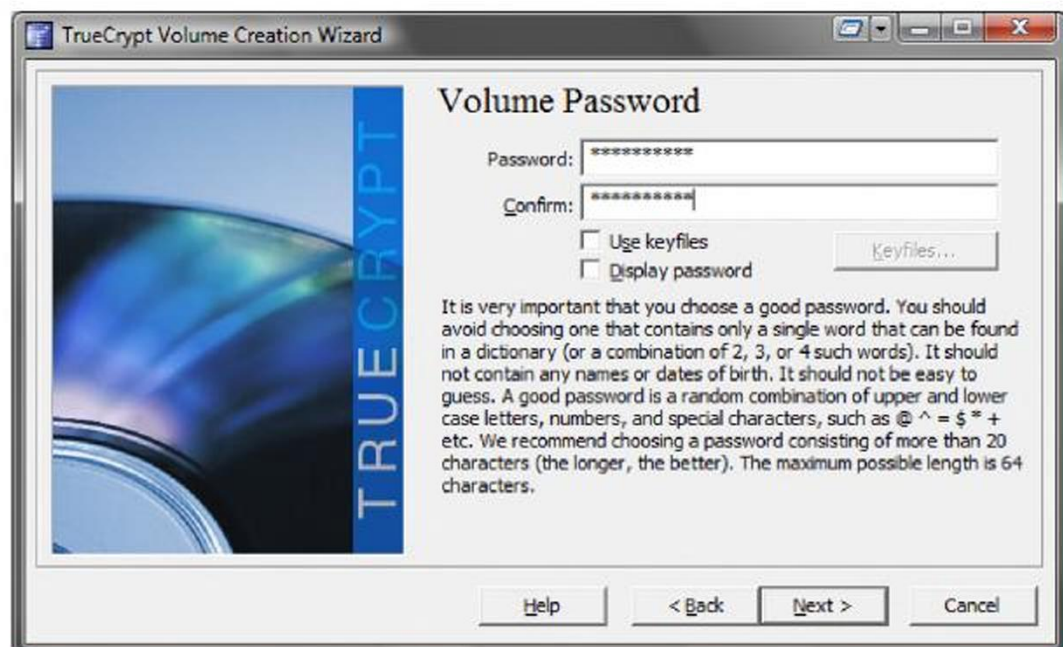 TrueCrypt Volume Creation Wizard
TRUECRYPT
Volume Password
Password: **********
Confirm: **********
Use keyfiles
Keyfiles...
Display password
It is very important that you choose a good password. You should
avoid choosing one that contains only a single word that can be found
in a dictionary (or a combination of 2, 3, or 4 such words). It should
not contain any names or dates of birth. It should not be easy to
guess. A good password is a random combination of upper and lower
case letters, numbers, and special characters, such as @ ^ = $ * +
etc. We recommend choosing a password consisting of more than 20
characters (the longer, the better). The maximum possible length is 64
characters.
Help
< Back
Next >
Cancel